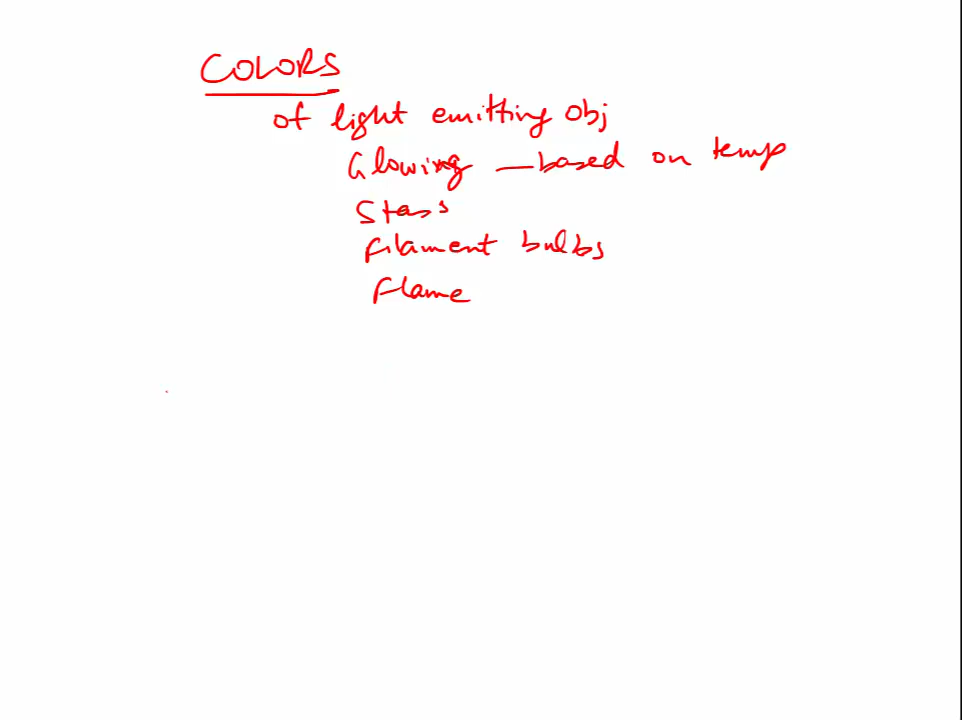 COLORS
of light emitting obj
Glowing — based on temp
Stars
Filament bulbs
Flame